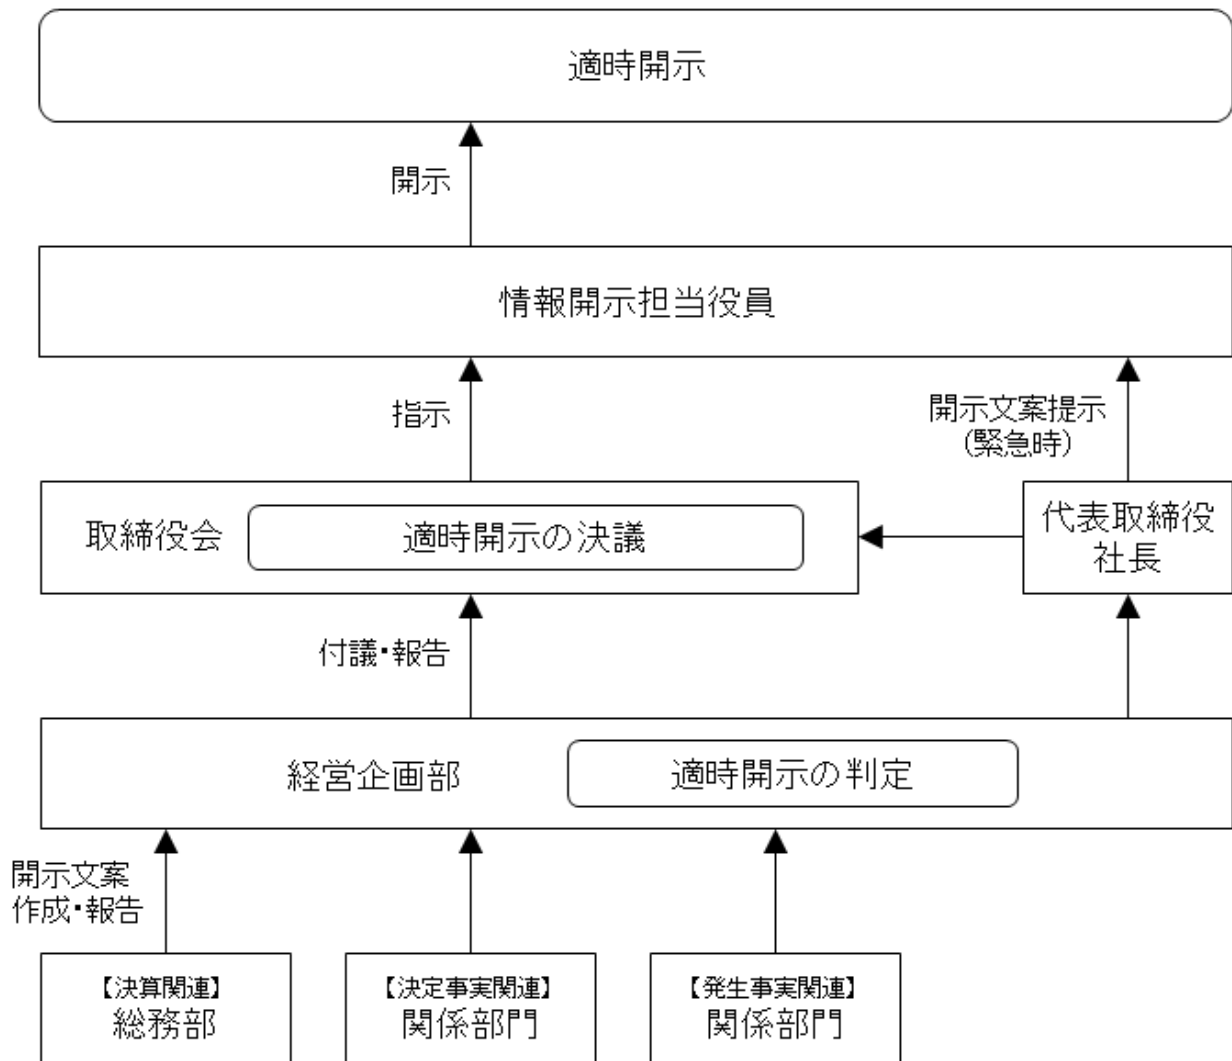 適時開示
開示
情報開示担当役員
指示
開示文案提示
(緊急時)
取締役会
適時開示の決議
代表取締役
社長
付議・報告
経営企画部
適時開示の判定
開示文案
作成・報告
【決算関連】
総務部
【決定事実関連】
関係部門
【発生事実関連】
関係部門